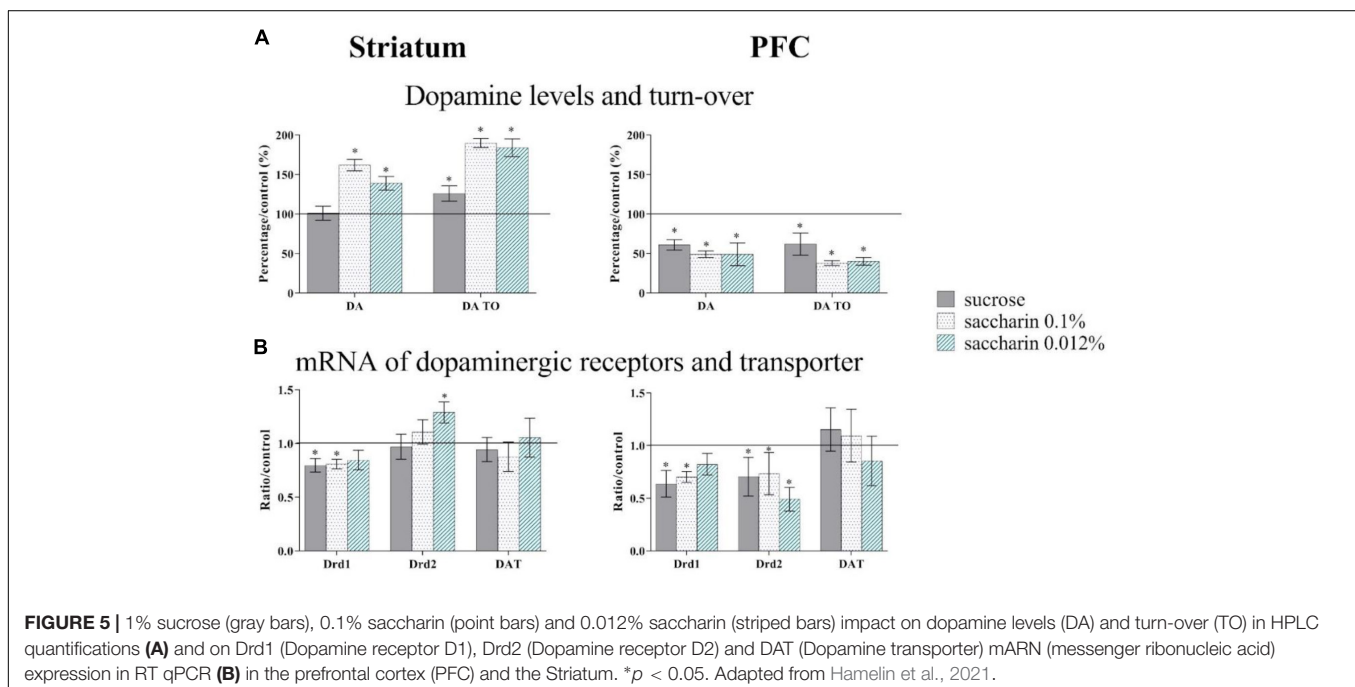 A
Striatum PFC
Dopamine levels and turn-over
Percentage/control (%)
200
150
100
50
0
* * * * *
DA DA TO
Percentage/control (%)
200
150
100
50
0
* * * * * *
DA DA TO
sucrose
saccharin 0.1%
saccharin 0.012%
B
mRNA of dopaminergic receptors and transporter
Ratio/control
1.5
1.0
0.5
0.0
* * *
Drd1 Drd2 DAT
Ratio/control
1.5
1.0
0.5
0.0
* * * * *
Drd1 Drd2 DAT
FIGURE 5 | 1% sucrose (gray bars), 0.1% saccharin (point bars) and 0.012% saccharin (striped bars) impact on dopamine levels (DA) and turn-over (TO) in HPLC
quantifications (A) and on Drd1 (Dopamine receptor D1), Drd2 (Dopamine receptor D2) and DAT (Dopamine transporter) mARN (messenger ribonucleic acid)
expression in RT qPCR (B) in the prefrontal cortex (PFC) and the Striatum. *p < 0.05. Adapted from Hamelin et al., 2021.